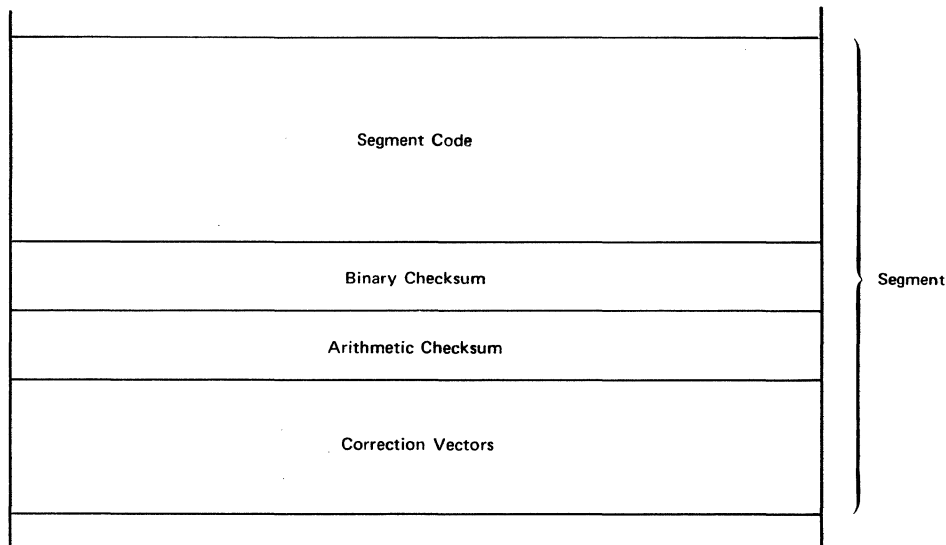 Segment Code
Binary Checksum
Segment
Arithmetic Checksum
Correction Vectors